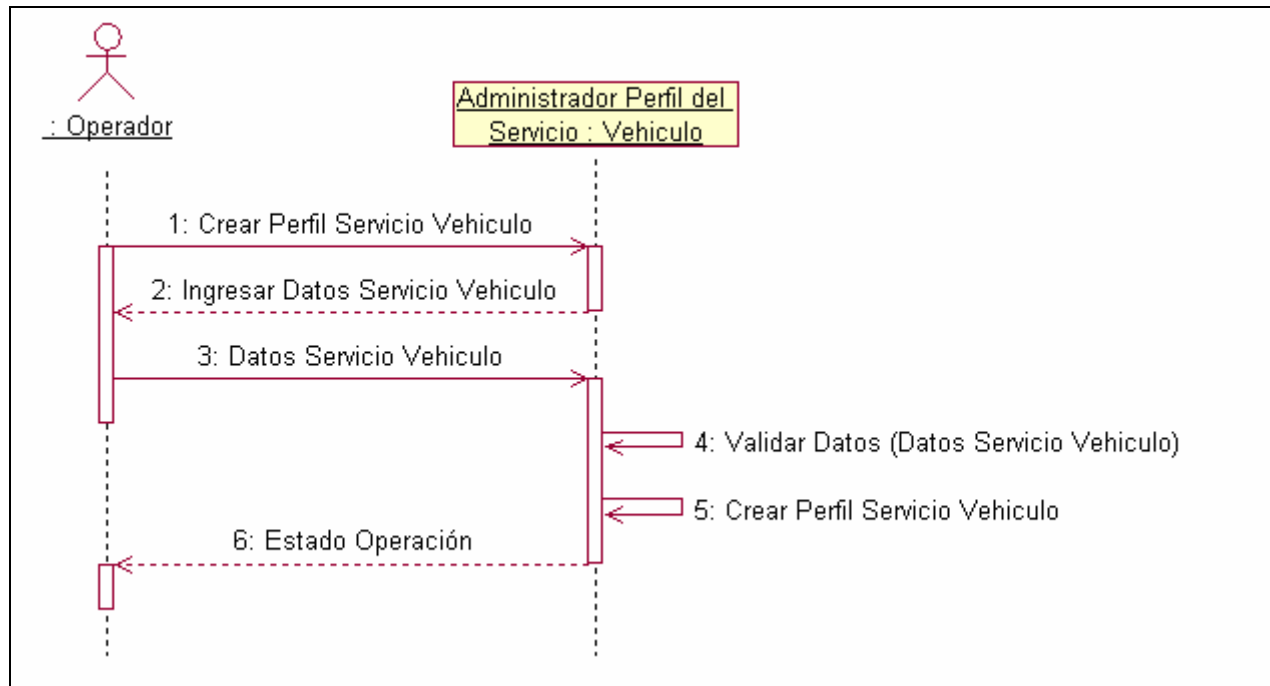 : Operador
Administrador Perfil del
Servicio : Vehiculo
1: Crear Perfil Servicio Vehiculo
2: Ingresar Datos Servicio Vehiculo
3: Datos Servicio Vehiculo
4: Validar Datos (Datos Servicio Vehiculo)
5: Crear Perfil Servicio Vehiculo
6: Estado Operación